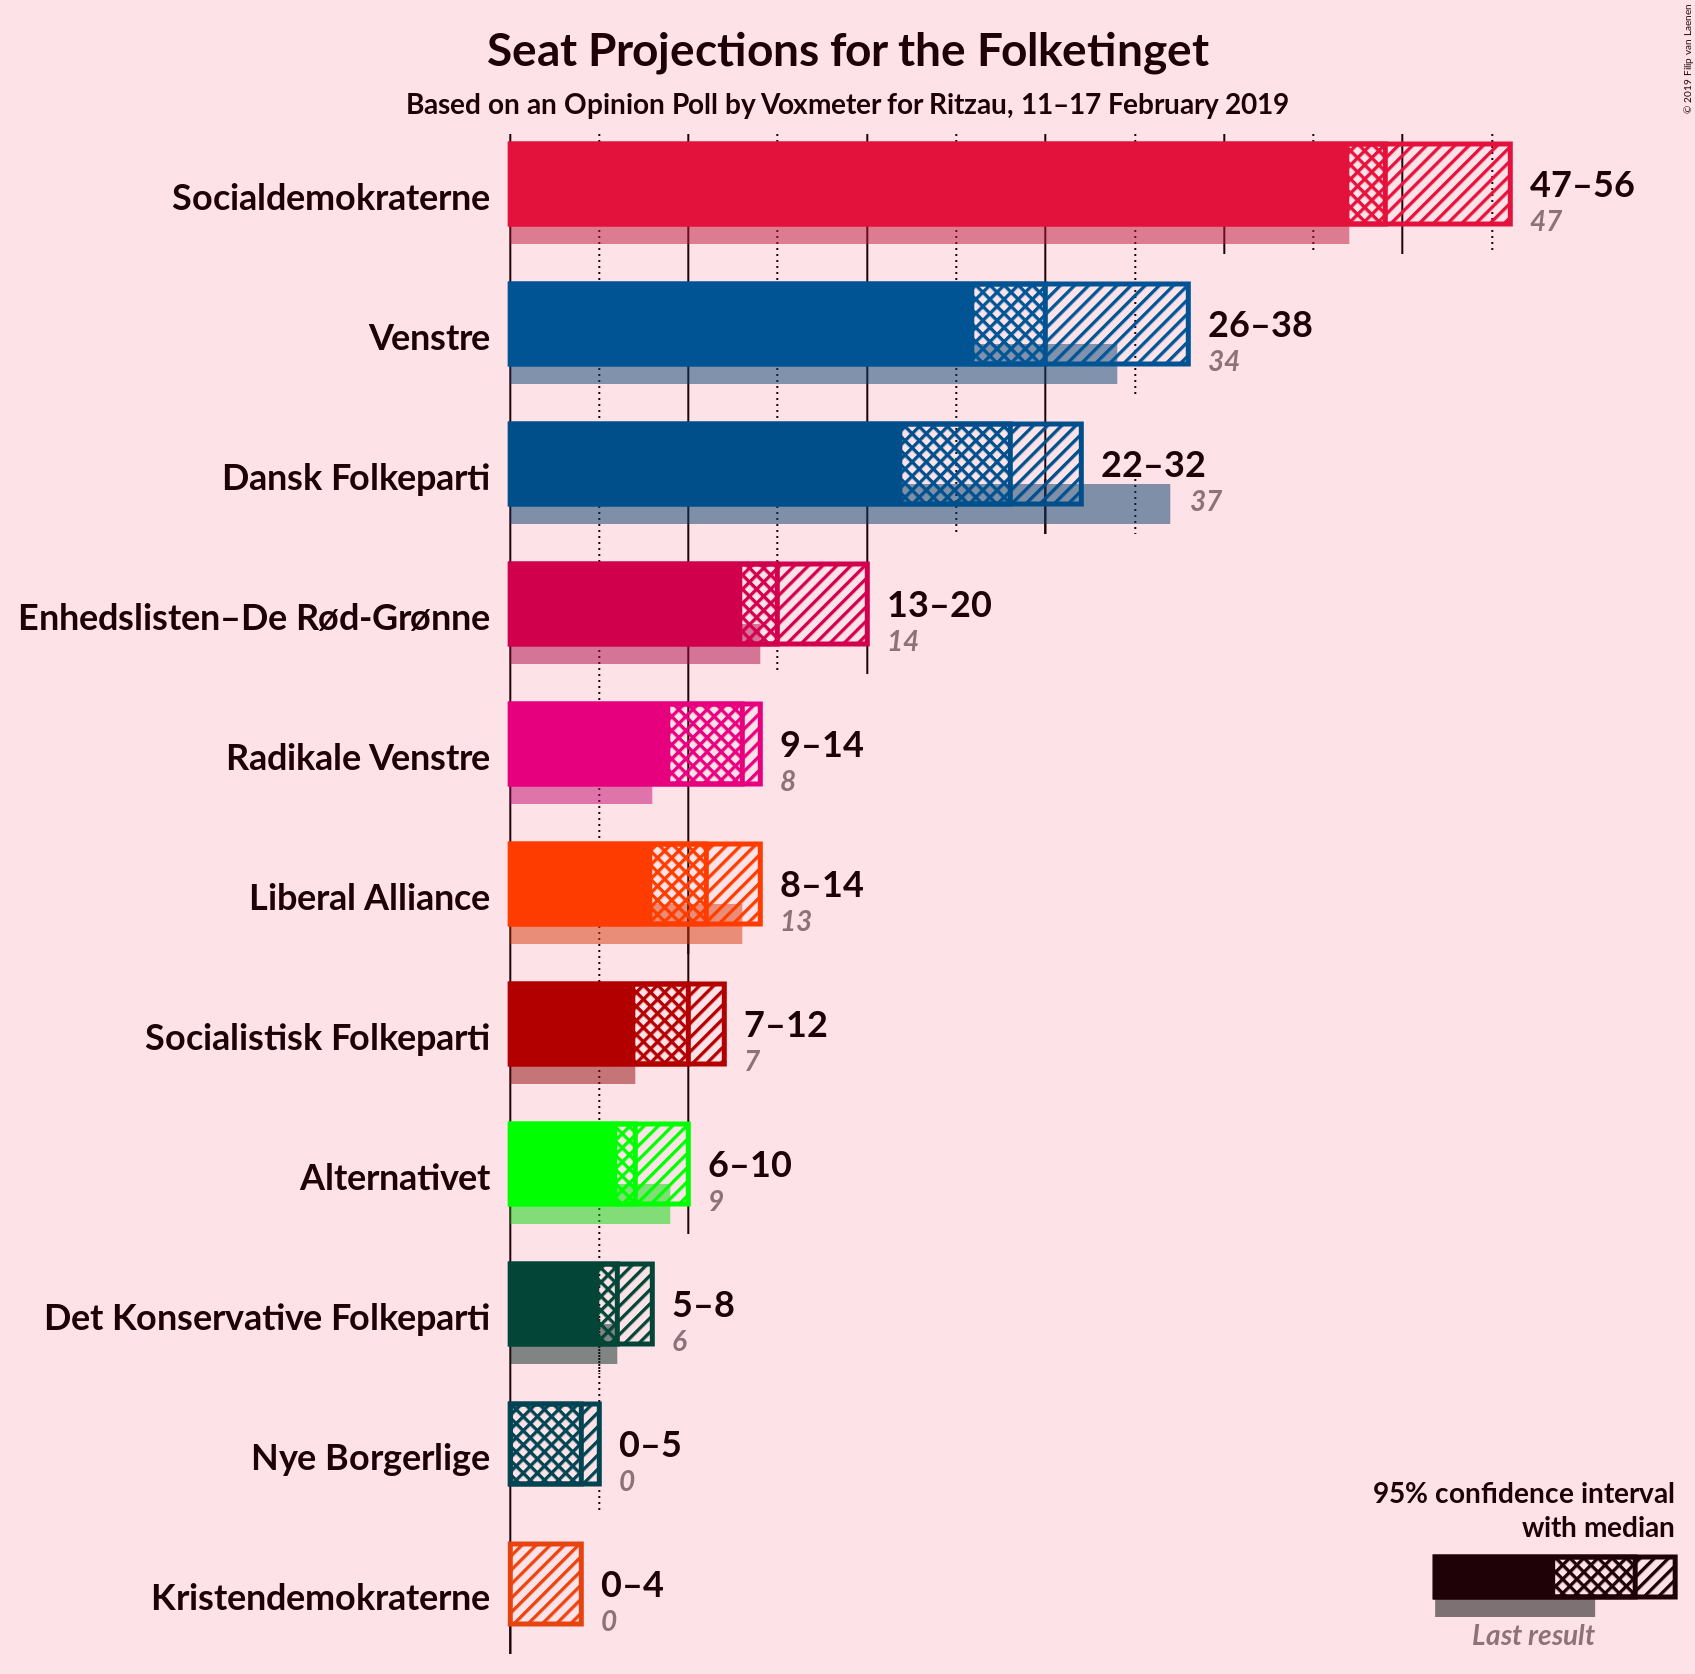 Seat Projections for the Folketinget
Based on an Opinion Poll by Voxmeter for Ritzau, 11–17 February 2019
© 2019 Filip van Laenen
Socialdemokraterne
47–56
47
Venstre
26–38
34
Dansk Folkeparti
22–32
37
Enhedslisten–De Rød-Grønne
13–20
14
Radikale Venstre
9–14
8
Liberal Alliance
8–14
13
Socialistisk Folkeparti
7–12
7
Alternativet
6–10
9
Det Konservative Folkeparti
5–8
6
Nye Borgerlige
0–5
0
Kristendemokraterne
0–4
0
95% confidence interval
with median
Last result